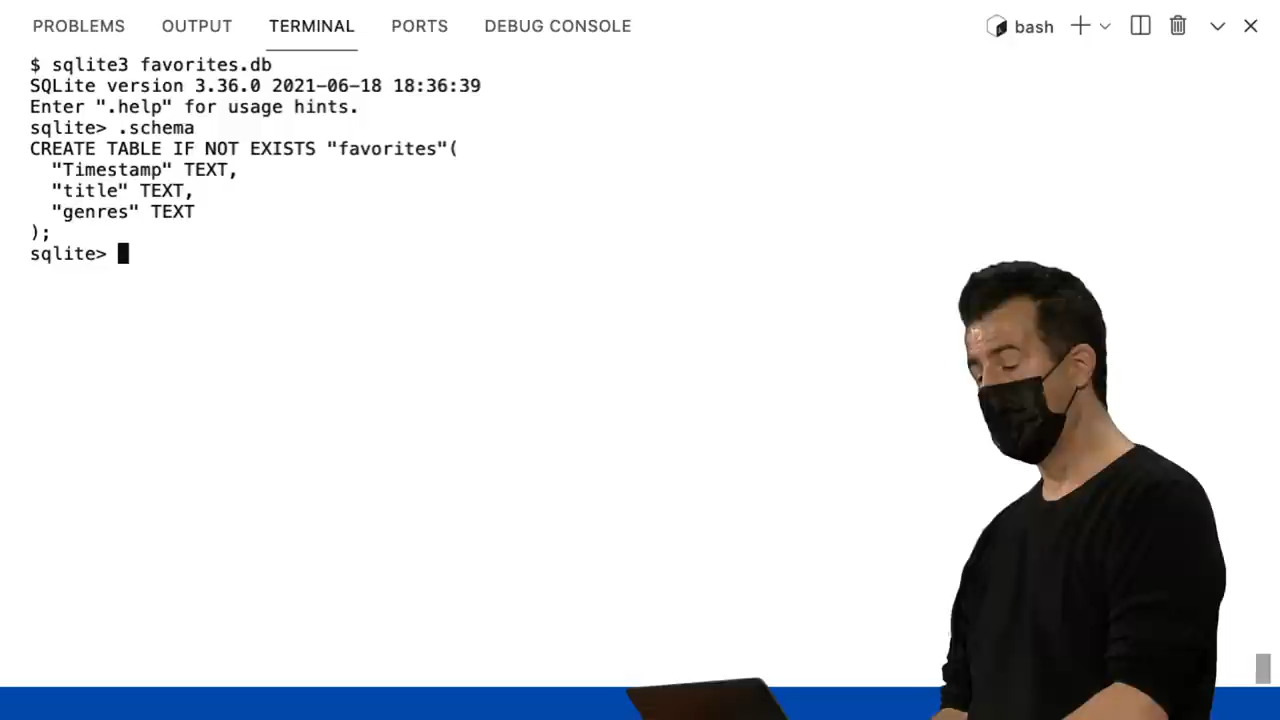 PROBLEMS OUTPUT TERMINAL PORTS DEBUG CONSOLE bash
$ sqlite3 favorites.db
SQLite version 3.36.0 2021-06-18 18:36:39
Enter ".help" for usage hints.
sqlite> .schema
CREATE TABLE IF NOT EXISTS "favorites"(
  "Timestamp" TEXT,
  "title" TEXT,
  "genres" TEXT
);
sqlite>